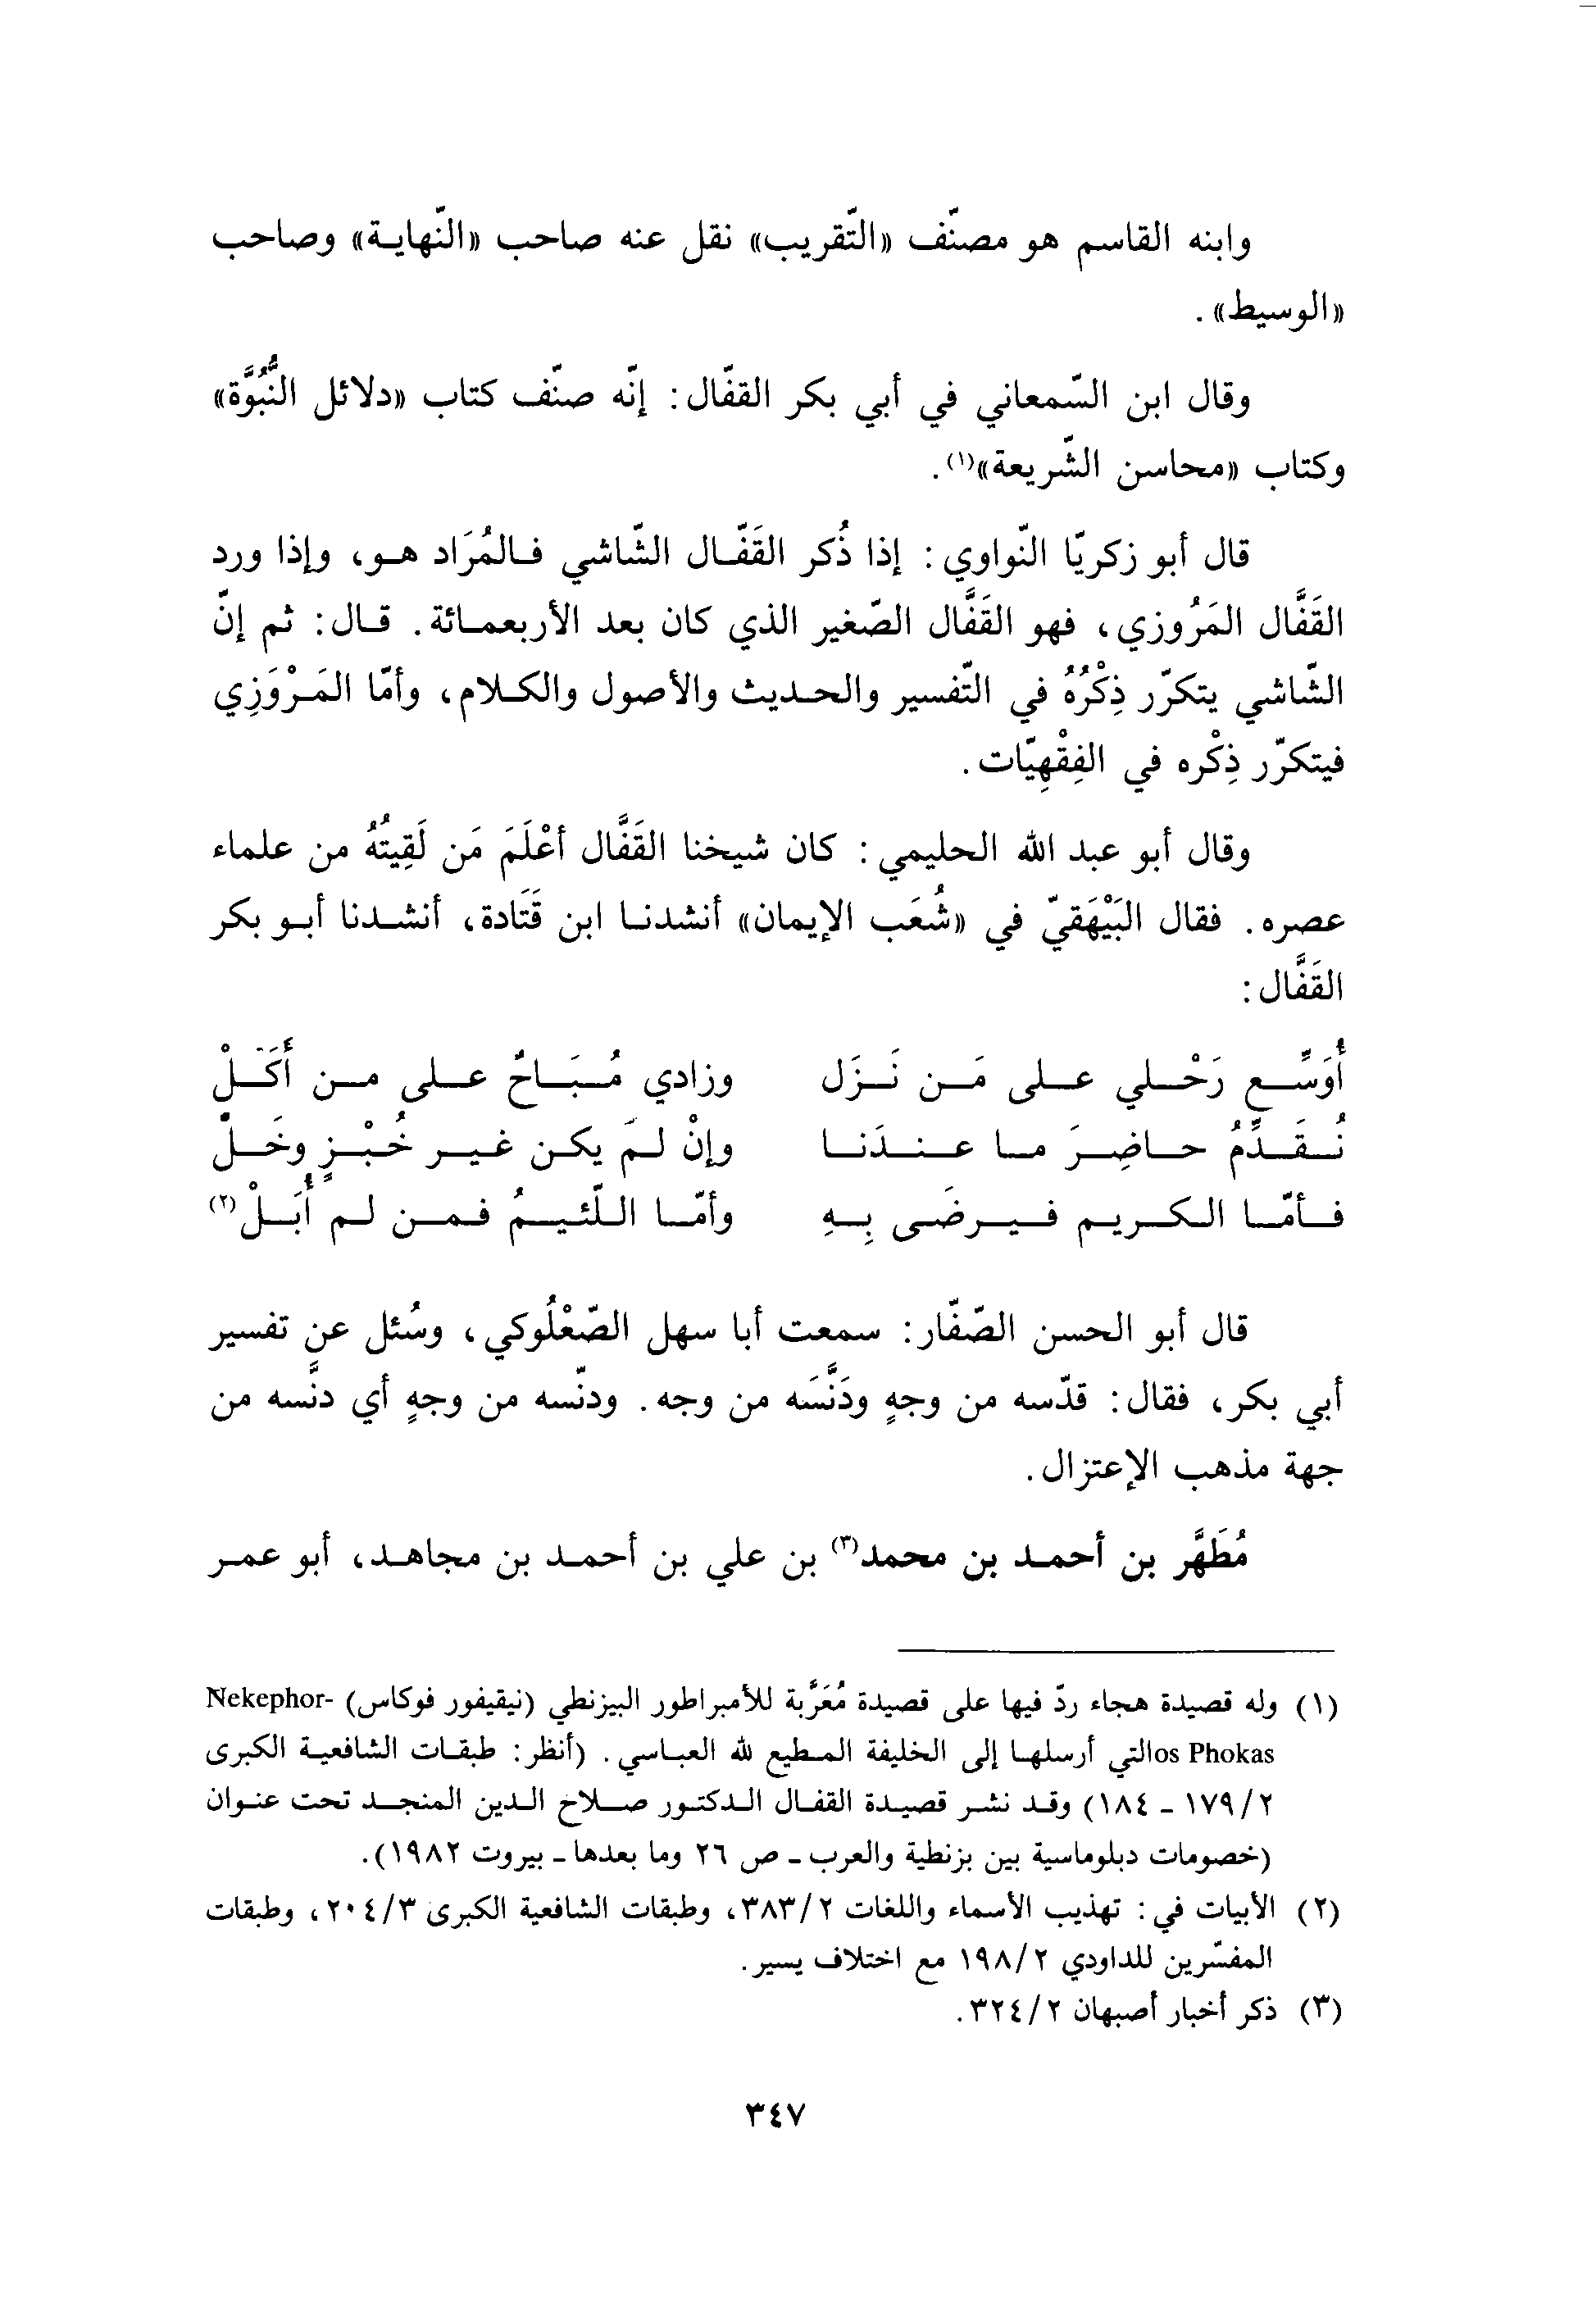 وابنه القاسم هو مصنّف «التّقريب» نقل عنه صاحب «النّهاية» وصاحب
«الوسيط».
وقال ابن السّمعاني في أبي بكر القفّال: إنّه صنّف كتاب «دلائل النُّبُوَّة»
وكتاب «محاسن الشّريعة»(١).
قال أبو زكريّا النّواوي: إذا ذُكر القَفّال الشّاشي فالمُرَاد هو، وإذا ورد
القَفَّال المَرُوزي، فهو القَفَّال الصّغير الذي كان بعد الأربعمائة. قال: ثم إنّ
الشّاشي يتكرّر ذِكْرُهُ في التّفسير والحديث والأصول والكلام، وأمّا المَرْوَزِي
فيتكرّر ذِكْره في الفِقْهِيّات.
وقال أبو عبد الله الحليمي: كان شيخنا القَفَّال أعْلَمَ مَن لَقِيتُهُ من علماء
عصره. فقال البَيْهَقيّ في «شُعَب الإيمان» أنشدنا ابن قَتَادة، أنشدنا أبو بكر
القَفَّال:
أُوَسِّع رَحْلي على مَن نَزَل وزادي مُبَاحٌ على من أَكَلْ
نُقَدِّمُ حاضِرَ ما عندَنا وإنْ لمَ يكن غير خُبْزٍ وخَلّ
فأمّا الكريم فيرضَى بِهِ وأمّا اللّئيمُ فمن لم أُبَلْ(٢)
قال أبو الحسن الصّفّار: سمعت أبا سهل الصّعْلُوكي، وسُئل عن تفسير
أبي بكر، فقال: قدّسه من وجهٍ ودَنَّسَه من وجه. ودنّسه من وجهٍ أي دنَّسه من
جهة مذهب الإعتزال.
مُطَهَّر بن أحمد بن محمد(٣) بن علي بن أحمد بن مجاهد، أبو عمر
(١) وله قصيدة هجاء ردّ فيها على قصيدة مُعَرَّبة للأمبراطور البيزنطي (نيقيفور فوكاس) Nekephor-
os Phokasالتي أرسلها إلى الخليفة المطيع لله العباسي. (أنظر: طبقات الشافعية الكبرى
٢/١٧٩ - ١٨٤) وقد نشر قصيدة القفال الدكتور صلاح الدين المنجد تحت عنوان
(خصومات دبلوماسية بين بزنطية والعرب - ص ٢٦ وما بعدها - بيروت ١٩٨٢).
(٢) الأبيات في: تهذيب الأسماء واللغات ٢/٣٨٣، وطبقات الشافعية الكبرى ٣/٢٠٤، وطبقات
المفسّرين للداودي ٢/١٩٨ مع اختلاف يسير.
(٣) ذكر أخبار أصبهان ٢/٣٢٤.
٣٤٧